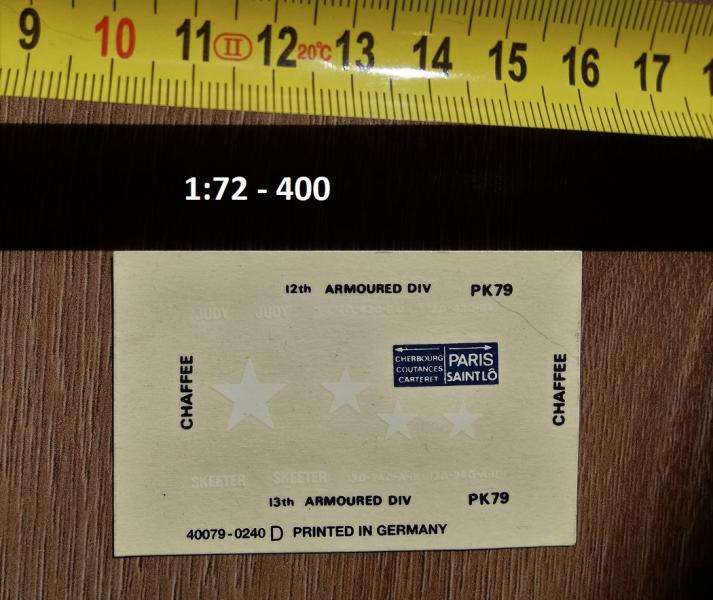 9 10 11 II 12 20°C 13 14 15 16 17
1:72 - 400
12th ARMOURED DIV PK79
JUDY JUDY
CHAFFEE
CHERBOURG
COUTANCES
CARTERET
PARIS
SAINT LÔ
CHAFFEE
SKEETER SKEETER
13th ARMOURED DIV PK79
40079-0240 D PRINTED IN GERMANY